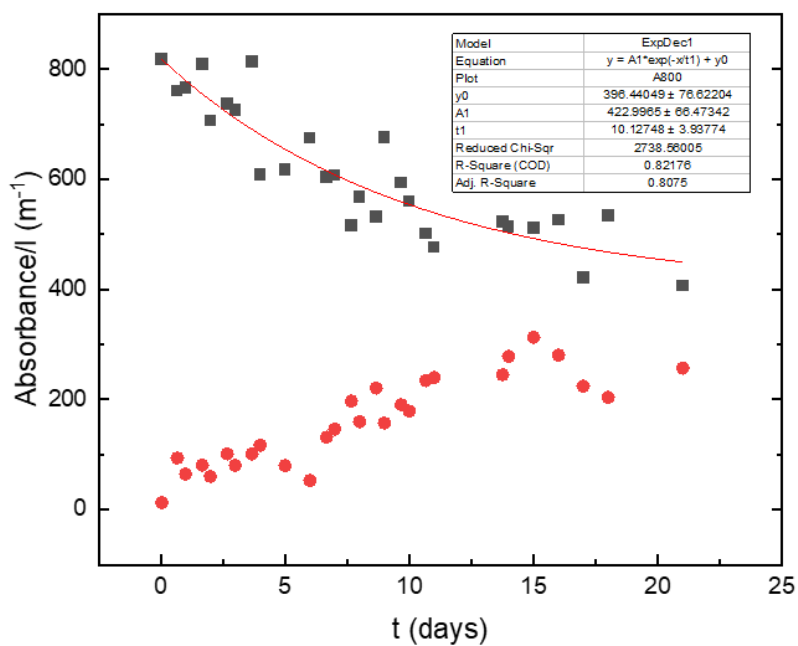 Model ExpDec1
Equation y = A1*exp(-x/t1) + y0
Plot A800
y0 396.44049 ± 76.62204
A1 422.9965 ± 66.47342
t1 10.12748 ± 3.93774
Reduced Chi-Sqr 2738.56005
R-Square (COD) 0.82176
Adj. R-Square 0.8075
800
600
400
200
0
Absorbance/l (m⁻¹)
0 5 10 15 20 25
t (days)